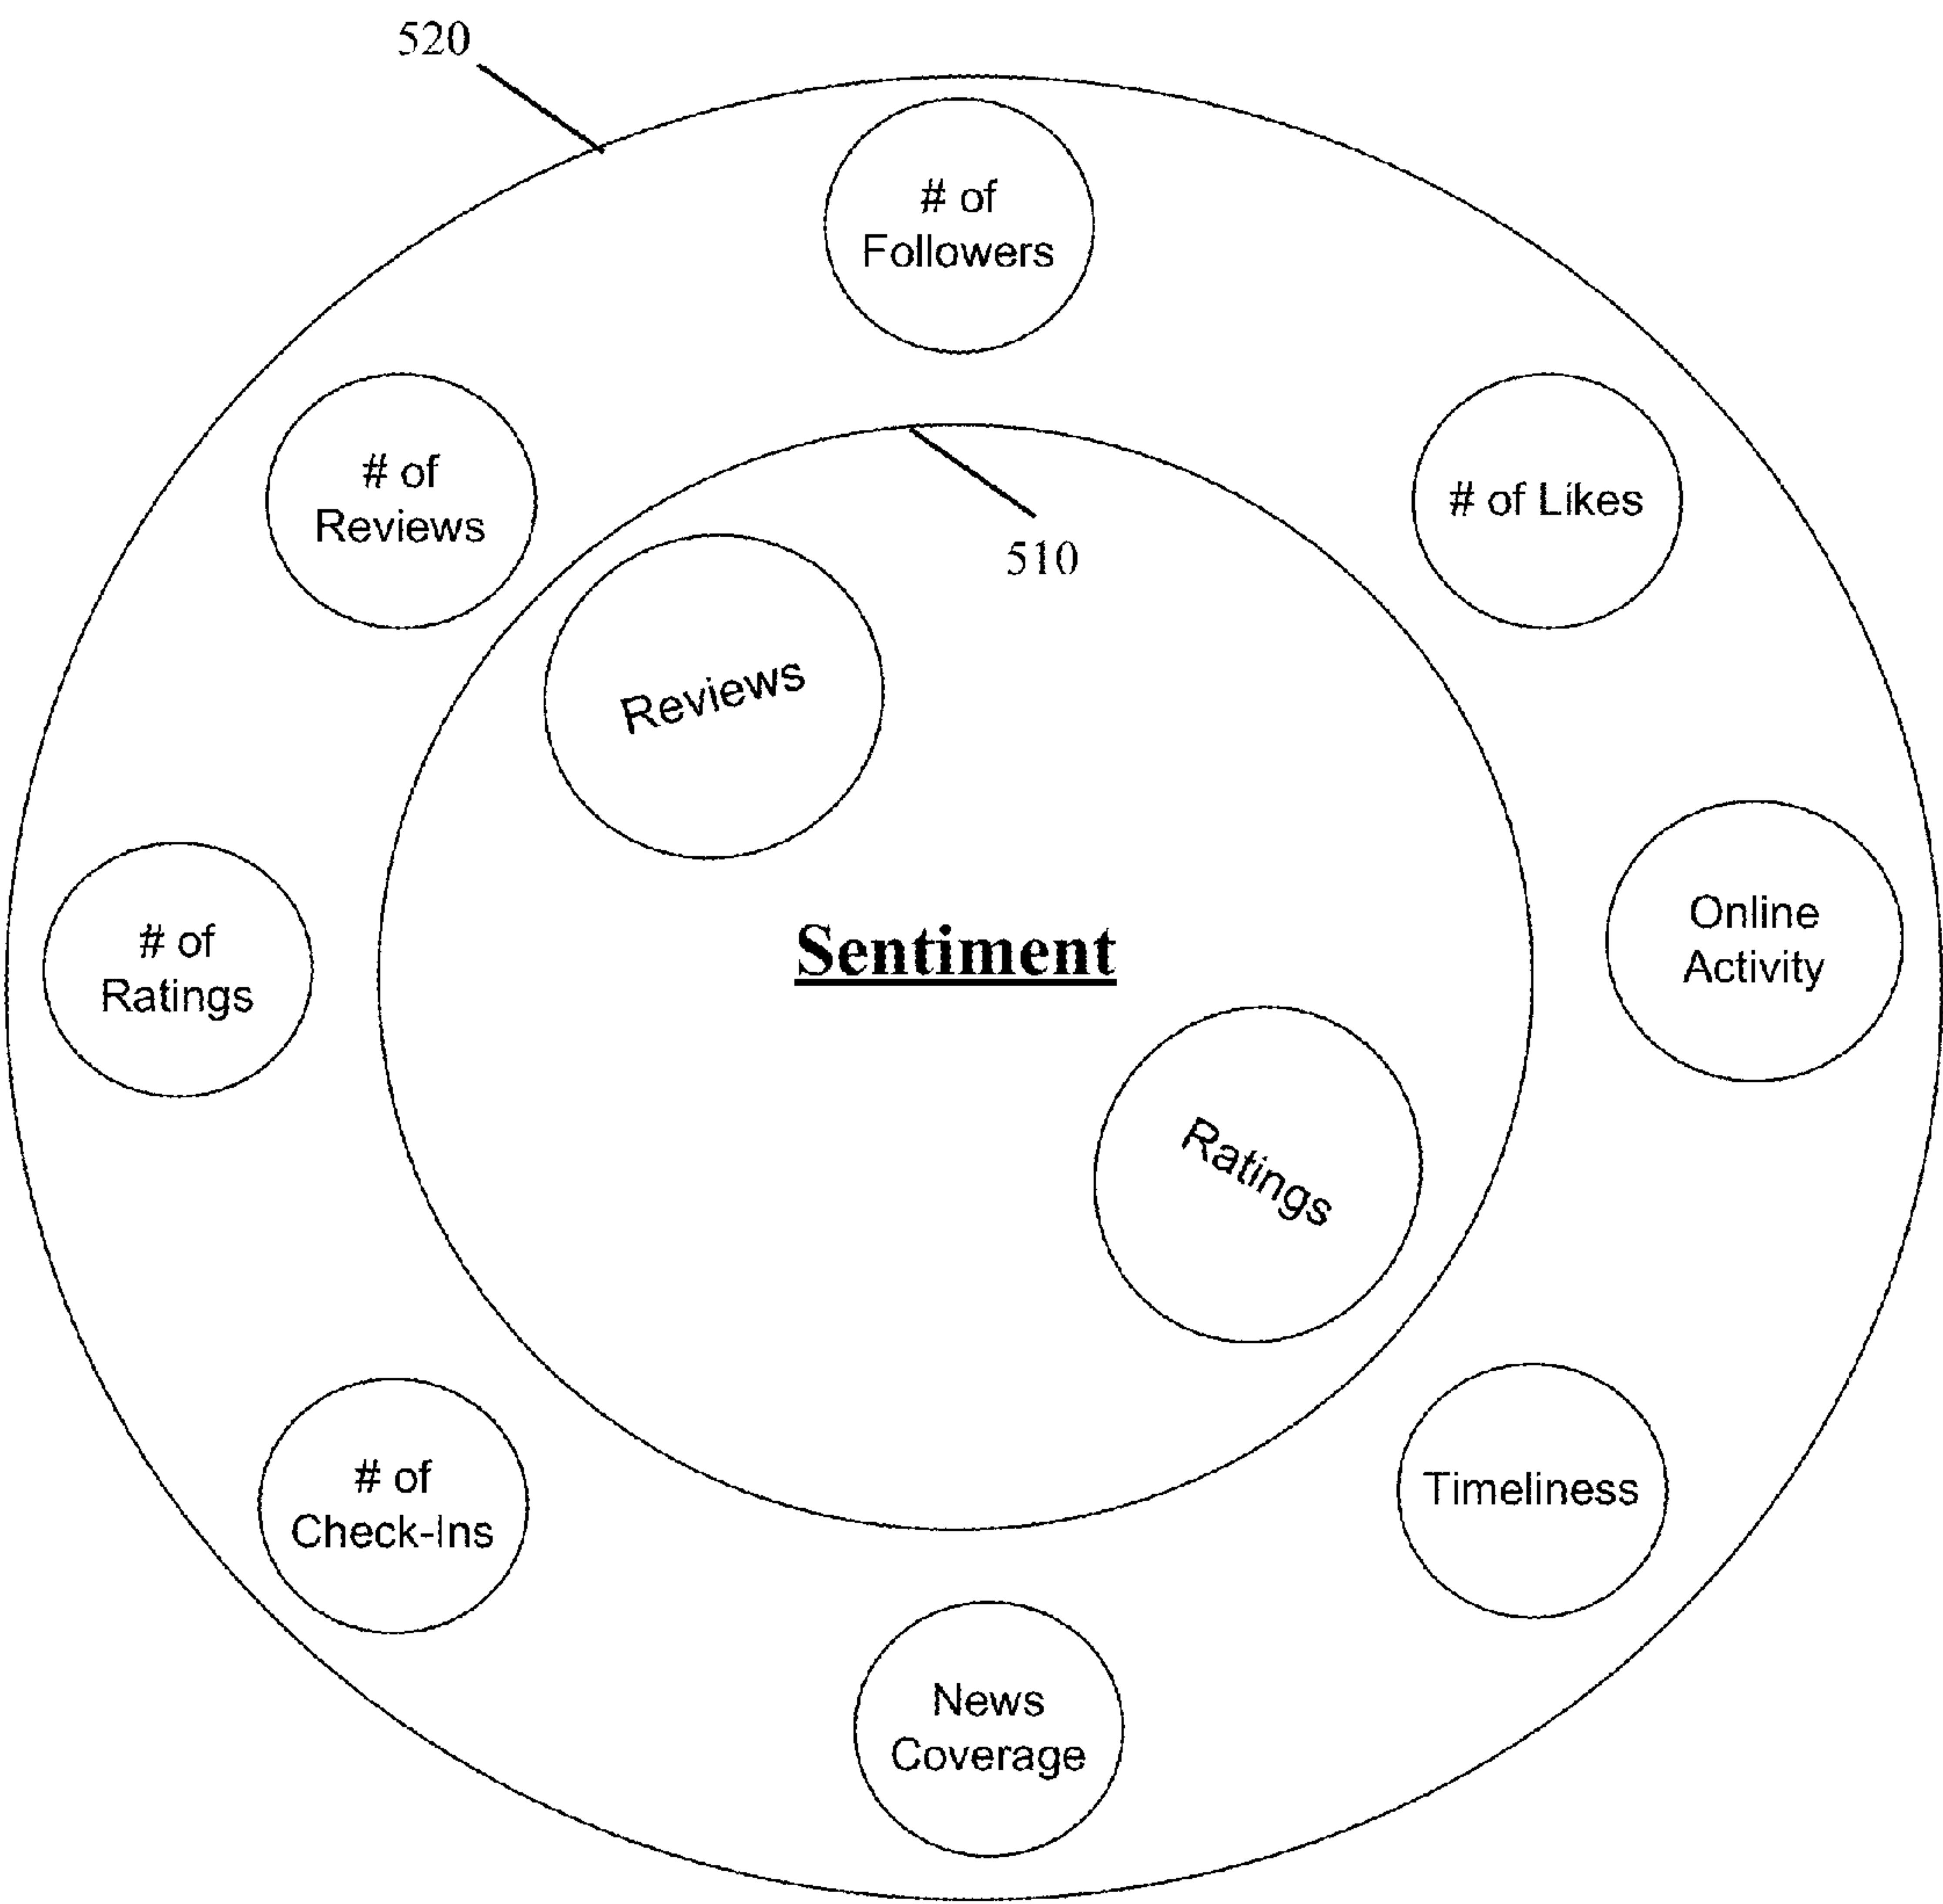 520
# of
Followers
# of
Reviews
# of Likes
510
Reviews
Sentiment
# of
Ratings
Online
Activity
Ratings
# of
Check-Ins
Timeliness
News
Coverage